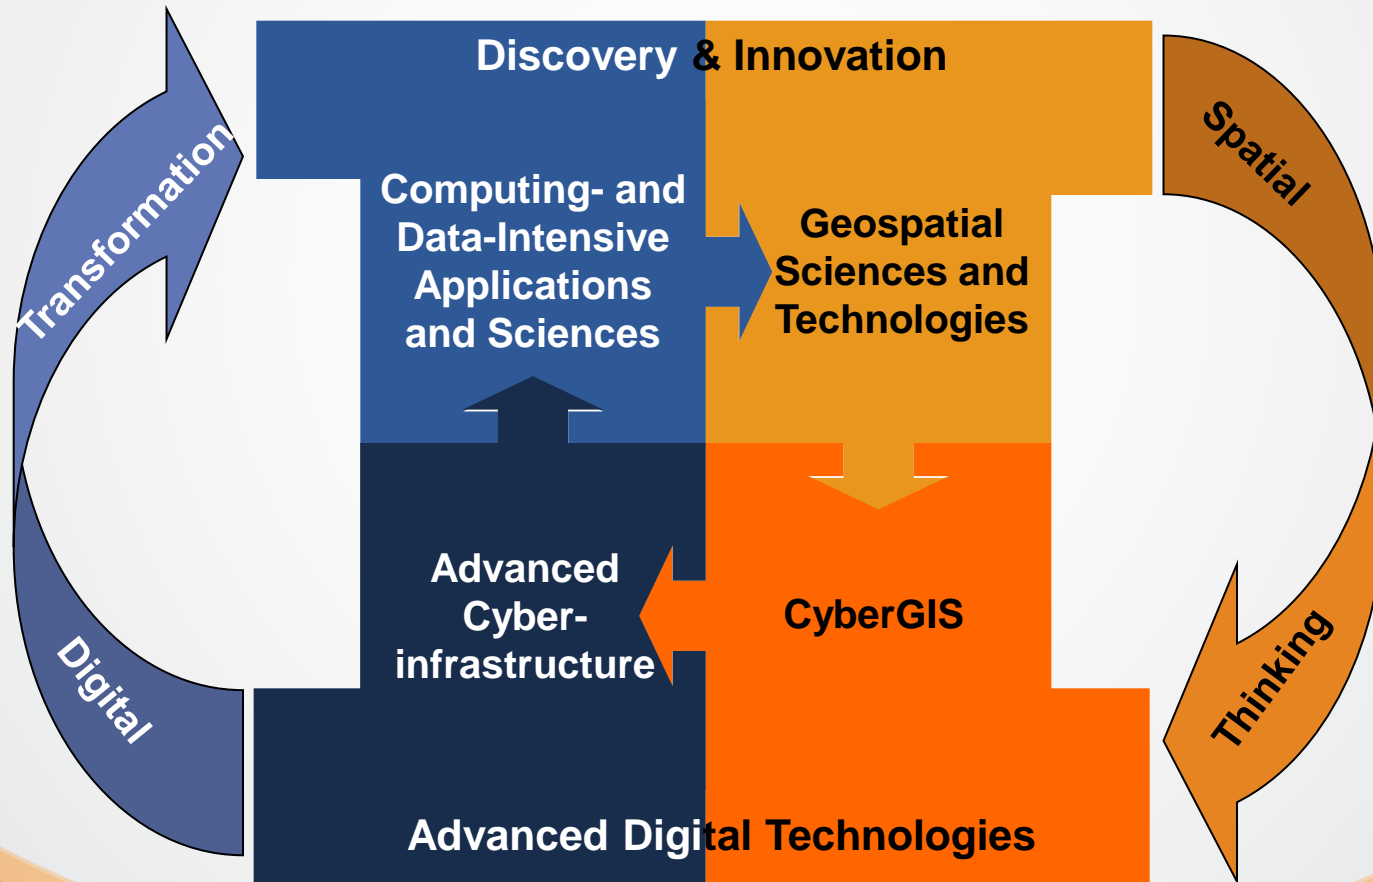 Discovery & Innovation
Transformation
Spatial
Computing- and
Data-Intensive
Applications
and Sciences
Geospatial
Sciences and
Technologies
Advanced
Cyber-
infrastructure
CyberGIS
Digital
Thinking
Advanced Digital Technologies